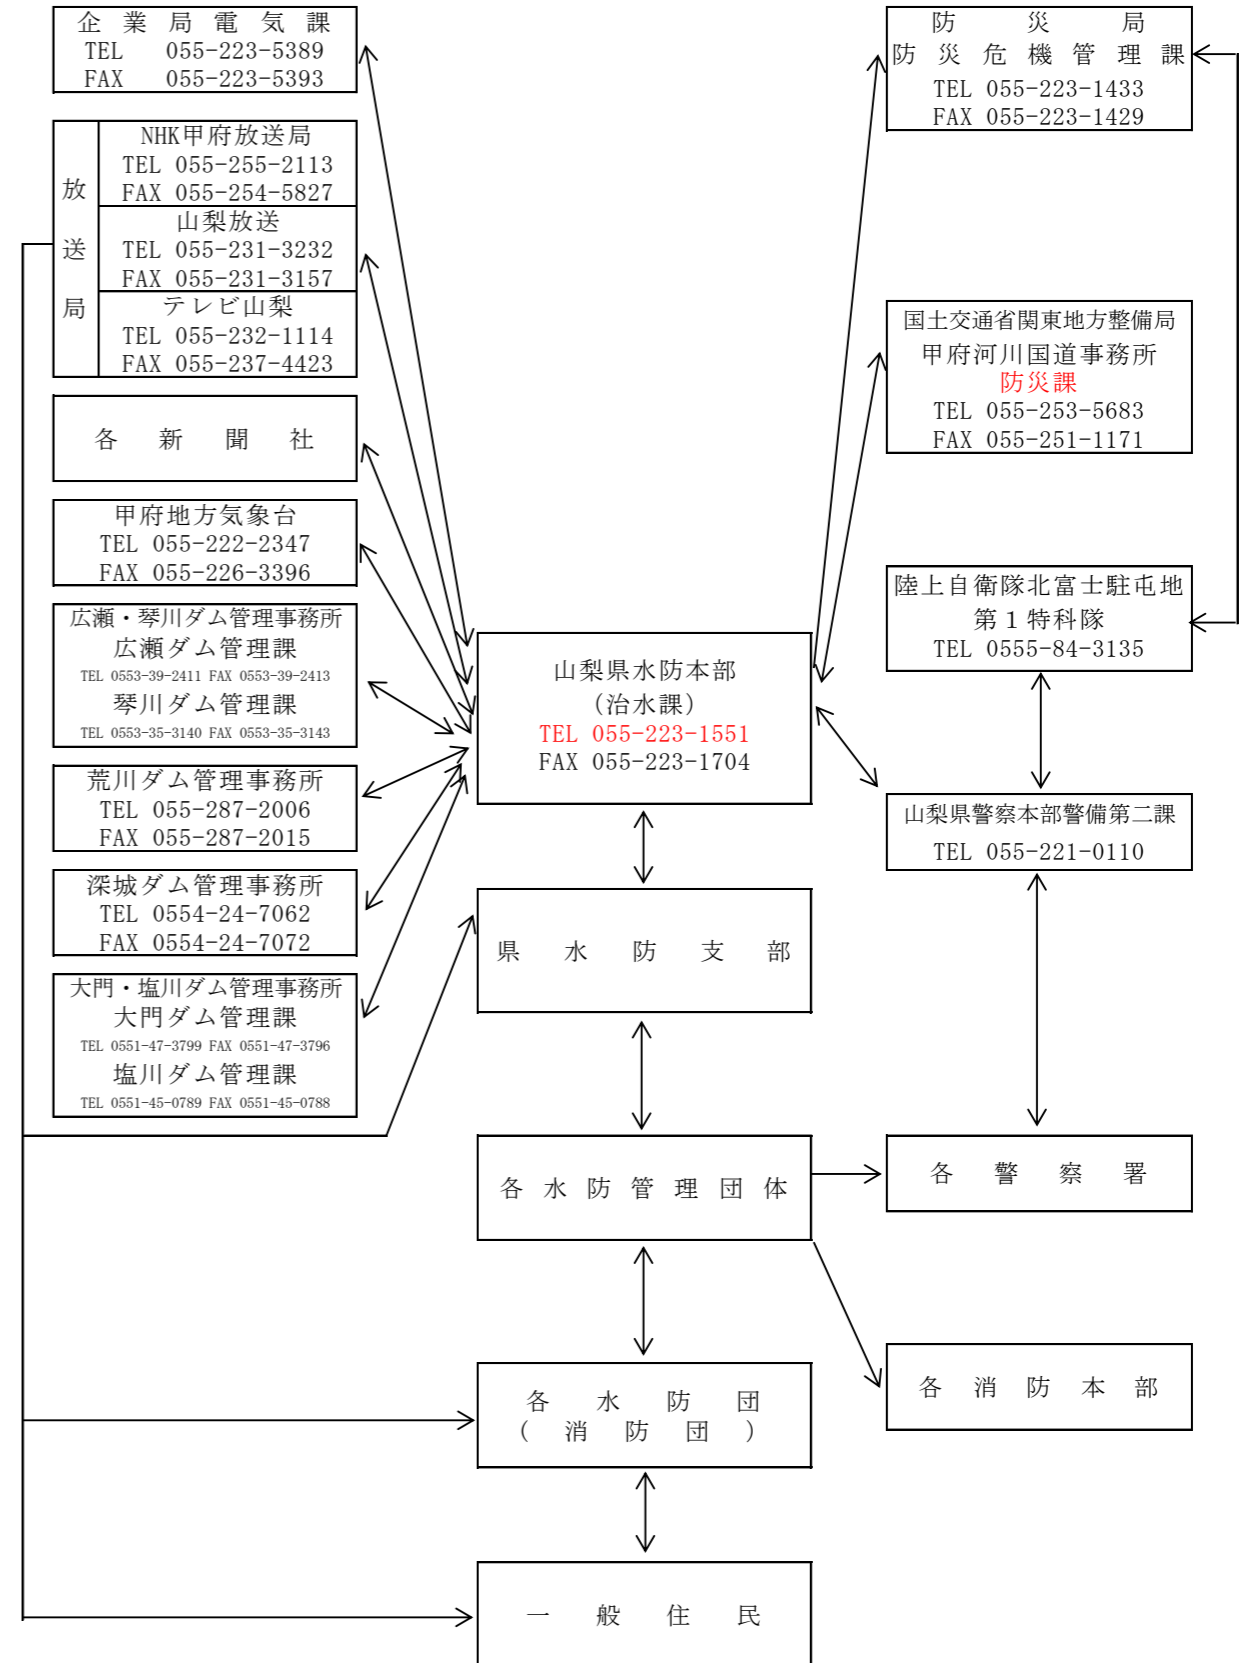 企業局電気課
TEL 055-223-5389
FAX 055-223-5393
放送局
NHK甲府放送局
TEL 055-255-2113
FAX 055-254-5827
山梨放送
TEL 055-231-3232
FAX 055-231-3157
テレビ山梨
TEL 055-232-1114
FAX 055-237-4423
各新聞社
甲府地方気象台
TEL 055-222-2347
FAX 055-226-3396
広瀬・琴川ダム管理事務所
広瀬ダム管理課
TEL 0553-39-2411 FAX 0553-39-2413
琴川ダム管理課
TEL 0553-35-3140 FAX 0553-35-3143
荒川ダム管理事務所
TEL 055-287-2006
FAX 055-287-2015
深城ダム管理事務所
TEL 0554-24-7062
FAX 0554-24-7072
大門・塩川ダム管理事務所
大門ダム管理課
TEL 0551-47-3799 FAX 0551-47-3796
塩川ダム管理課
TEL 0551-45-0789 FAX 0551-45-0788
山梨県水防本部
(治水課)
TEL 055-223-1551
FAX 055-223-1704
県水防支部
各水防管理団体
各水防団
(消防団)
一般住民
防災局
防災危機管理課
TEL 055-223-1433
FAX 055-223-1429
国土交通省関東地方整備局
甲府河川国道事務所
防災課
TEL 055-253-5683
FAX 055-251-1171
陸上自衛隊北富士駐屯地
第1特科隊
TEL 0555-84-3135
山梨県警察本部警備第二課
TEL 055-221-0110
各警察署
各消防本部